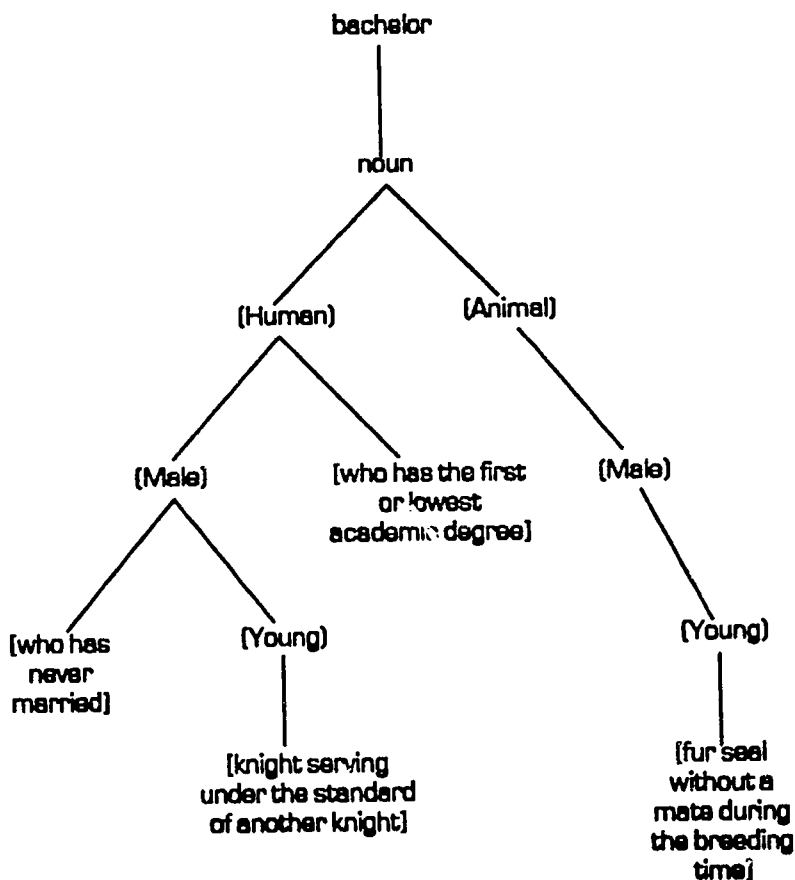 bachelor
noun
(Human)
(Animal)
(Male)
[who has the first
or lowest
academic degree]
(Male)
[who has
never
married]
(Young)
(Young)
[knight serving
under the standard
of another knight]
[fur seal
without a
mate during
the breeding
time]